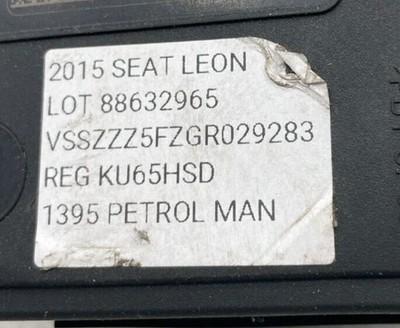 2015 SEAT LEON
LOT 88632965
VSSZZZ5FZGR029283
REG KU65HSD
1395 PETROL MAN